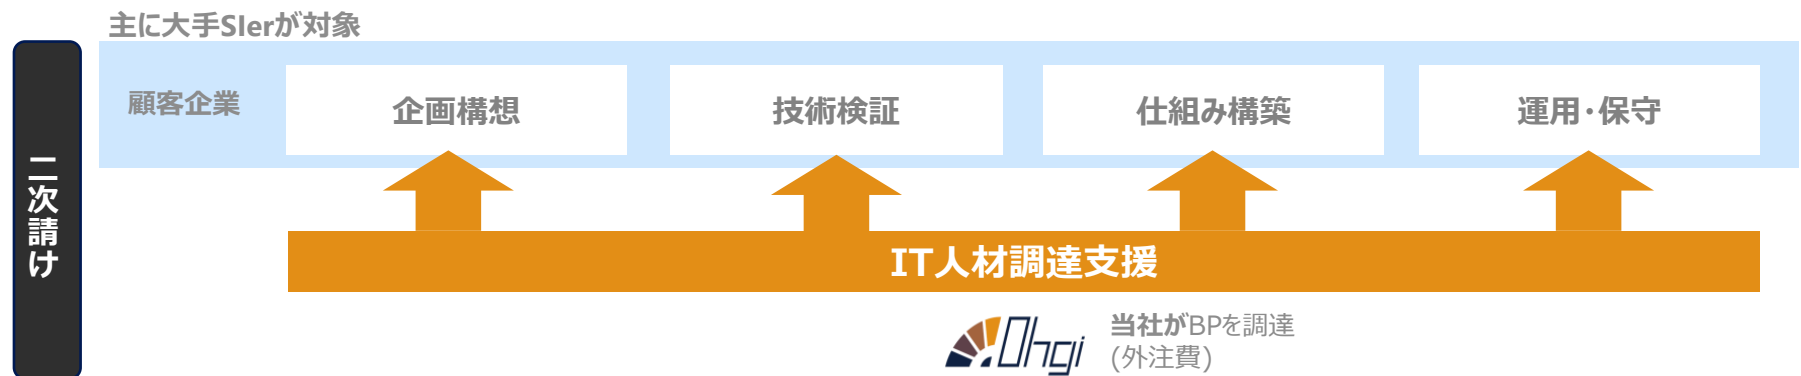 主に大手SIerが対象
二次請け
顧客企業
企画構想
技術検証
仕組み構築
運用・保守
IT人材調達支援
Ohgi
当社がBPを調達
(外注費)